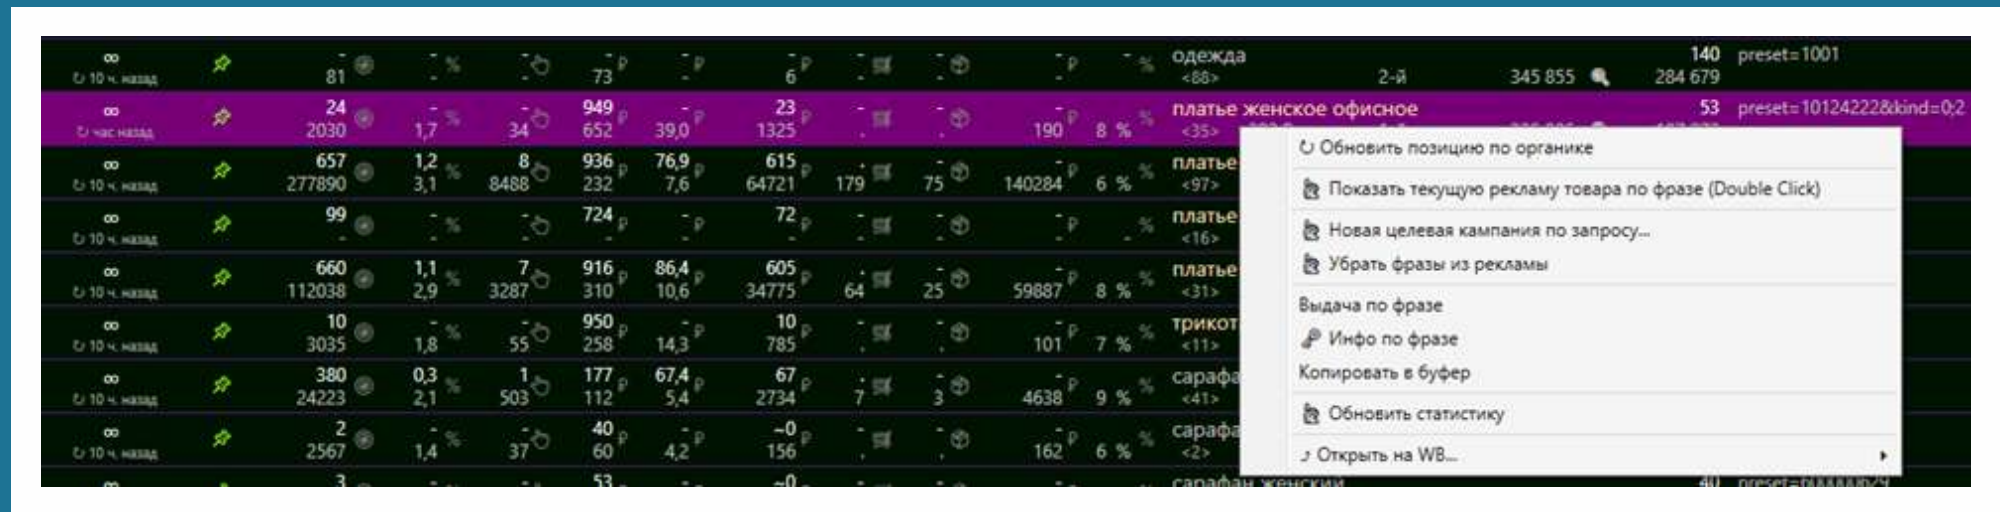 ∞ - - - - - - - - - - - одежда 140 preset=1001
↻ 10 ч. назад 81 - % - 73 ₽ - ₽ 6 ₽ - - - ₽ - % <88> 2-й 345 855 284 679
∞ 24 - - 949 - 23 - - - платье женское офисное 53 preset=10124222&kind=0;2
↻ час назад 2030 1,7 % 34 652 ₽ 39,0 ₽ 1325 ₽ . . 190 ₽ 8 % % <35>
∞ 657 1,2 8 936 76,9 615 - - - платье
↻ 10 ч. назад 277890 3,1 % 8488 232 ₽ 7,6 ₽ 64721 ₽ 179 75 140284 ₽ 6 % % <97>
∞ 99 - - 724 - 72 - - - платье
↻ 10 ч. назад - - % - - ₽ - ₽ - ₽ - - - ₽ - % <16>
∞ 660 1,1 7 916 86,4 605 - - - платье
↻ 10 ч. назад 112038 2,9 % 3287 310 ₽ 10,6 ₽ 34775 ₽ 64 25 59887 ₽ 8 % % <31>
∞ 10 - - 950 - 10 - - - трикот
↻ 10 ч. назад 3035 1,8 % 55 258 ₽ 14,3 ₽ 785 ₽ . . 101 ₽ 7 % % <11>
∞ 380 0,3 1 177 67,4 67 - - - сарафа
↻ 10 ч. назад 24223 2,1 % 503 112 ₽ 5,4 ₽ 2734 ₽ 7 3 4638 ₽ 9 % % <41>
∞ 2 - - 40 - ~0 - - - сарафа
↻ 10 ч. назад 2567 1,4 % 37 60 ₽ 4,2 ₽ 156 ₽ . . 162 ₽ 6 % % <2>
∞ 3 - - 53 - ~0 - - - сарафан женский 40
↻ Обновить позицию по органике
Показать текущую рекламу товара по фразе (Double Click)
Новая целевая кампания по запросу...
Убрать фразы из рекламы
Выдача по фразе
Инфо по фразе
Копировать в буфер
Обновить статистику
Открыть на WB...